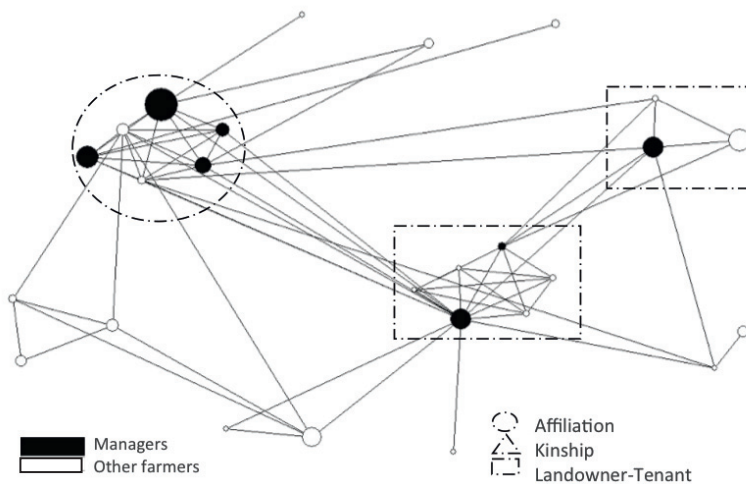 Managers
Other farmers
Affiliation
Kinship
Landowner-Tenant